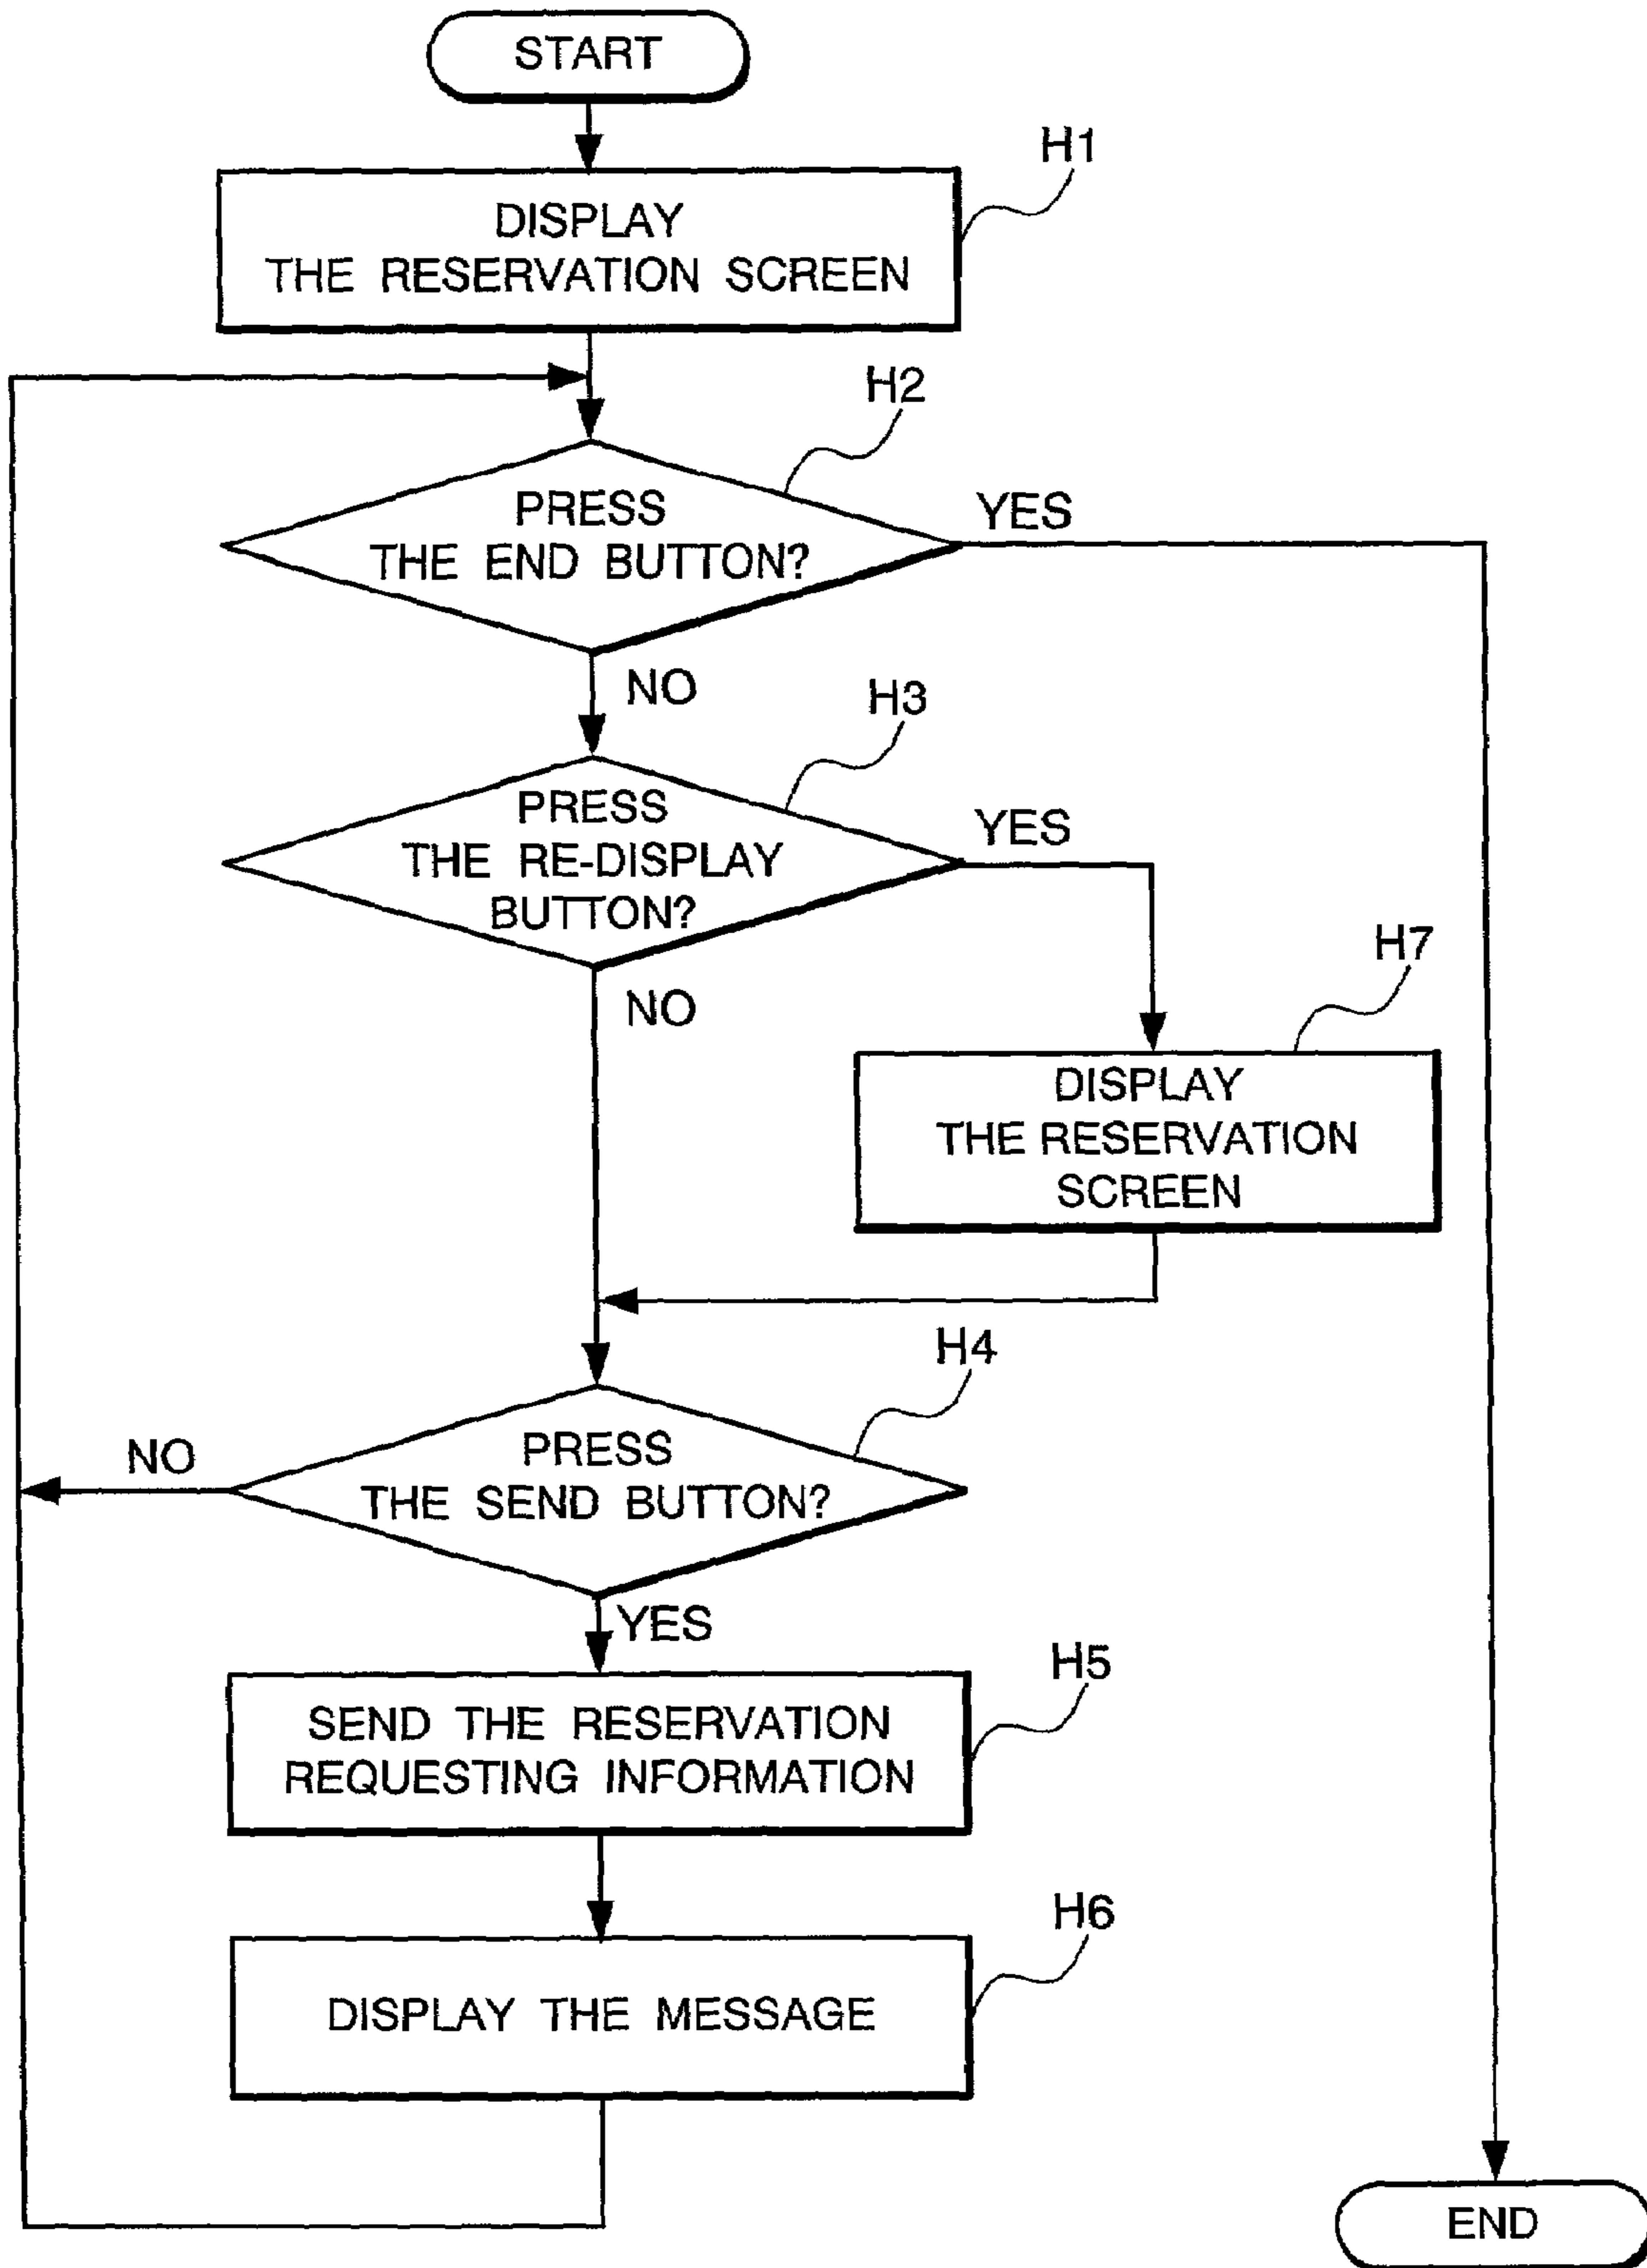 START
H1
DISPLAY
THE RESERVATION SCREEN
H2
PRESS
THE END BUTTON?
YES
NO
H3
PRESS
THE RE-DISPLAY
BUTTON?
YES
NO
H7
DISPLAY
THE RESERVATION
SCREEN
H4
PRESS
THE SEND BUTTON?
NO
YES
H5
SEND THE RESERVATION
REQUESTING INFORMATION
H6
DISPLAY THE MESSAGE
END